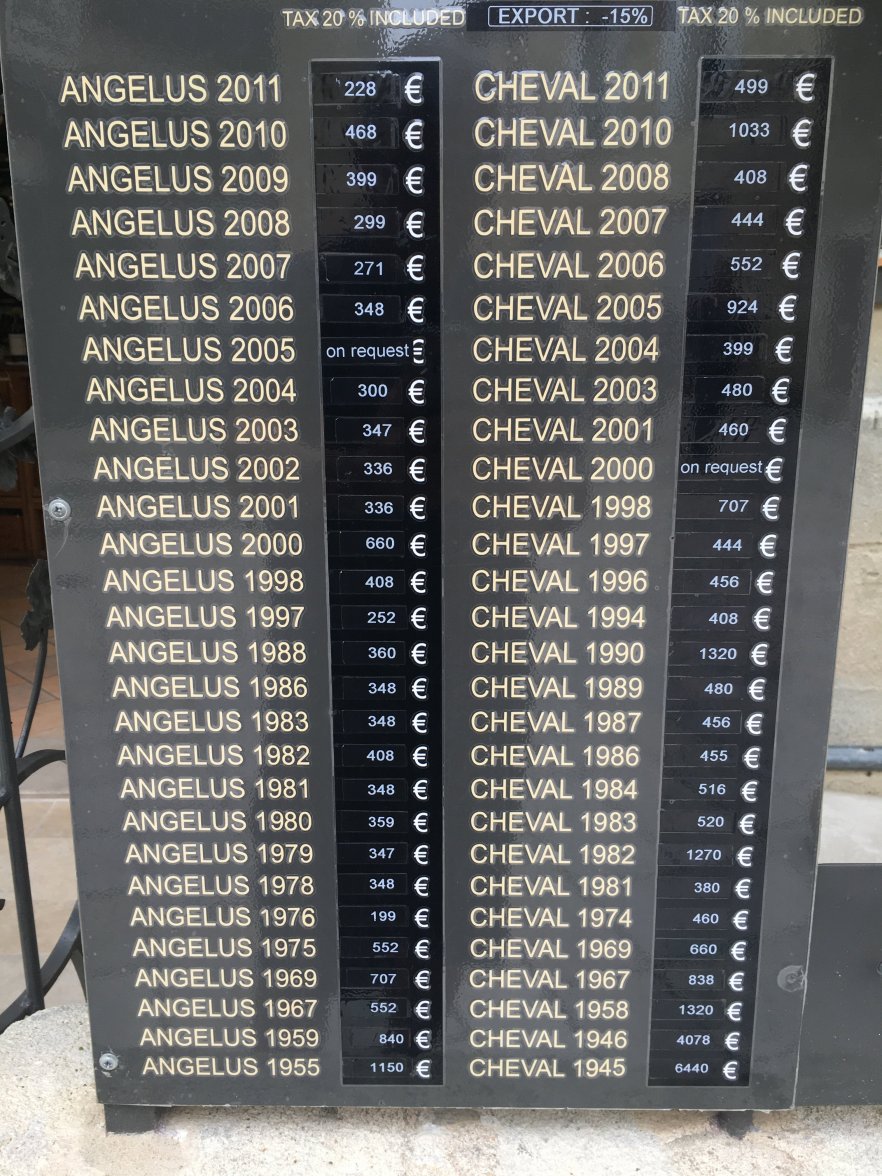 TAX 20 % INCLUDED EXPORT : -15% TAX 20 % INCLUDED
ANGELUS 2011 228 € CHEVAL 2011 499 €
ANGELUS 2010 468 € CHEVAL 2010 1033 €
ANGELUS 2009 399 € CHEVAL 2008 408 €
ANGELUS 2008 299 € CHEVAL 2007 444 €
ANGELUS 2007 271 € CHEVAL 2006 552 €
ANGELUS 2006 348 € CHEVAL 2005 924 €
ANGELUS 2005 on request € CHEVAL 2004 399 €
ANGELUS 2004 300 € CHEVAL 2003 480 €
ANGELUS 2003 347 € CHEVAL 2001 460 €
ANGELUS 2002 336 € CHEVAL 2000 on request €
ANGELUS 2001 336 € CHEVAL 1998 707 €
ANGELUS 2000 660 € CHEVAL 1997 444 €
ANGELUS 1998 408 € CHEVAL 1996 456 €
ANGELUS 1997 252 € CHEVAL 1994 408 €
ANGELUS 1988 360 € CHEVAL 1990 1320 €
ANGELUS 1986 348 € CHEVAL 1989 480 €
ANGELUS 1983 348 € CHEVAL 1987 456 €
ANGELUS 1982 408 € CHEVAL 1986 455 €
ANGELUS 1981 348 € CHEVAL 1984 516 €
ANGELUS 1980 359 € CHEVAL 1983 520 €
ANGELUS 1979 347 € CHEVAL 1982 1270 €
ANGELUS 1978 348 € CHEVAL 1981 380 €
ANGELUS 1976 199 € CHEVAL 1974 460 €
ANGELUS 1975 552 € CHEVAL 1969 660 €
ANGELUS 1969 707 € CHEVAL 1967 838 €
ANGELUS 1967 552 € CHEVAL 1958 1320 €
ANGELUS 1959 840 € CHEVAL 1946 4078 €
ANGELUS 1955 1150 € CHEVAL 1945 6440 €